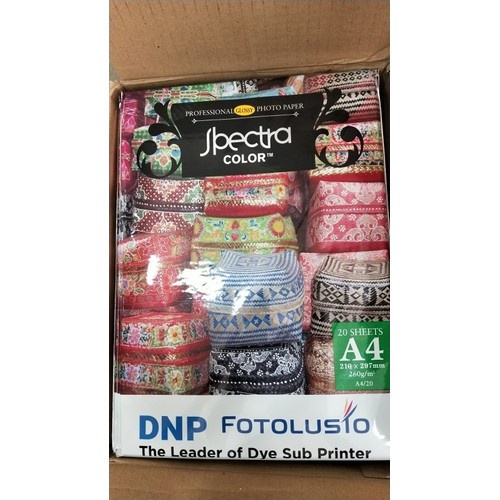 PROFESSIONAL GLOSSY PHOTO PAPER
Spectra
COLOR™
20 SHEETS
A4
210 × 297mm
260g/m²
A4/20
DNP FOTOLUSIO
The Leader of Dye Sub Printer